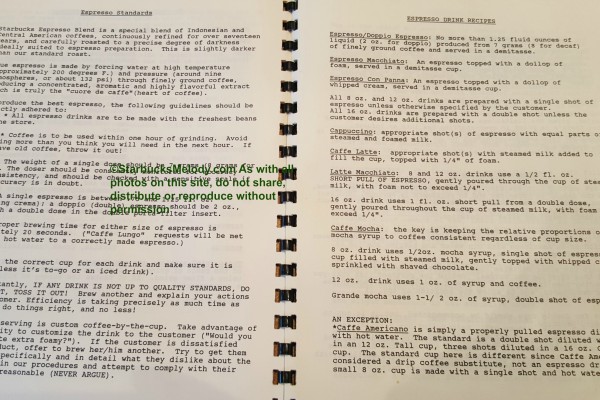 Espresso Standards
Starbucks Espresso Blend is a special blend of Indonesian and
Central American coffees, continuously refined for over seventeen
years, and carefully roasted to a precise degree of darkness
ideally suited to espresso preparation. This is slightly darker
than our standard roast.
espresso is made by forcing water at high temperature
approximately 200 degrees F.) and pressure (around nine
atmospheres, or about 132 psi) through finely ground coffee,
producing a concentrated, aromatic and highly flavorful extract
which is truly the "cuore de caffe"(heart of coffee).
produce the best espresso, the following guidelines should be
strictly adhered to:
* All espresso drinks are to be made with the freshest beans
the store.
* Coffee is to be used within one hour of grinding. Avoid
grinding more than you think you will need in the next hour. If
have old coffee, throw it out!
The weight of a single dose should be 7 grams
The doser should be
consistency, and should be checked with a
accuracy is in doubt.
A single espresso is between
a doppio (double) espresso should be 2 oz.,
with a double dose in the filter insert.
proper brewing time for either size of espresso is
20 seconds. ("Caffe Lungo" requests will be met
hot water to a correctly made espresso.)
the correct cup for each drink and make sure it is
unless it's to-go or an iced drink).
IF ANY DRINK IS NOT UP TO QUALITY STANDARDS, DO
IT, TOSS IT OUT! Brew another and explain your actions
customer. Efficiency is taking precisely as much time as
do things right, and no less!
serving is custom coffee-by-the-cup. Take advantage of
to customize the drink to the customer ("Would you
extra foamy?"). If the customer is dissatisfied
product, offer to brew her/him another. Try to get them
specifically and in detail what they dislike about the
in our procedures and attempt to comply with their
reasonable (NEVER ARGUE).
©StarbucksMelody.com As with all
photos on this site, do not share,
distribute or reproduce without
permission
ESPRESSO DRINK RECIPES
Espresso/Doppio Espresso: No more than 1.25 fluid ounces of
liquid (2 oz. for doppio) produced from 7 grams (8 for decaf)
of finely ground coffee and served in a demitasse.
Espresso Macchiato: An espresso topped with a dollop of
foam, served in a demitasse cup.
Espresso Con Panna: An espresso topped with a dollop of
whipped cream, served in a demitasse cup.
All 8 oz. and 12 oz. drinks are prepared with a single shot of
espresso unless otherwise specified by the customer.
All 16 oz. drinks are prepared with a double shot unless the
customer desires additional shots.
Cappuccino: appropriate shot(s) of espresso with equal parts of
steamed and foamed milk.
Caffe Latte: appropriate shot(s) with steamed milk added to
fill the cup, topped with 1/4" of foam.
Latte Macchiato: 8 and 12 oz. drinks use a 1/2 fl. oz.
SHORT PULL OF ESPRESSO, gently poured through the cup of steamed
milk, with foam not to exceed 1/4".
16 oz. drink uses 1 fl. oz. short pull from a double dose,
gently poured throughout the cup of steamed milk, with foam
exceed 1/4".
Caffe Mocha: the key is keeping the relative proportions of
mocha syrup to coffee consistent regardless of cup size.
8 oz. drink uses 1/2oz. mocha syrup, single shot of espresso
cup filled with steamed milk, gently topped with whipped
sprinkled with shaved chocolate.
12 oz. drink uses 1 oz. of syrup and coffee.
Grande mocha uses 1-1/ 2 oz. of syrup, double shot of
AN EXCEPTION:
*Caffe Americano is simply a properly pulled espresso
with hot water. The standard is a double shot diluted
in an 12 oz. Tall cup, three shots diluted in a 16 oz.
cup. The standard cup here is different since Caffe
considered a drip coffee substitute, not an espresso
small 8 oz. cup is made with a single shot and hot